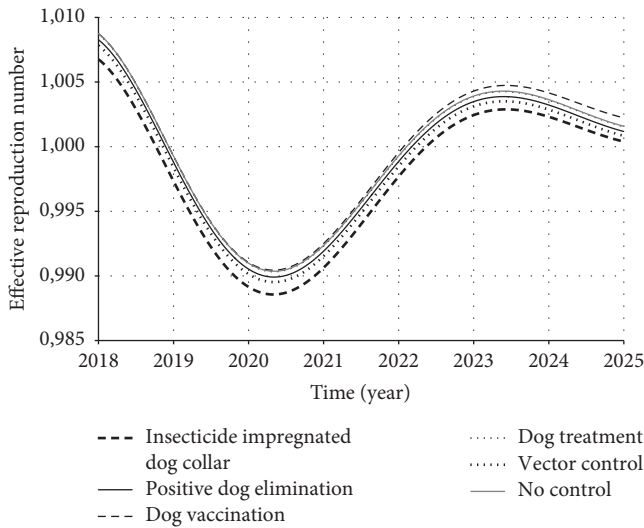 Effective reproduction number
1,010
1,005
1,000
0,995
0,990
0,985
2018 2019 2020 2021 2022 2023 2024 2025
Time (year)
Insecticide impregnated
dog collar
Positive dog elimination
Dog vaccination
Dog treatment
Vector control
No control